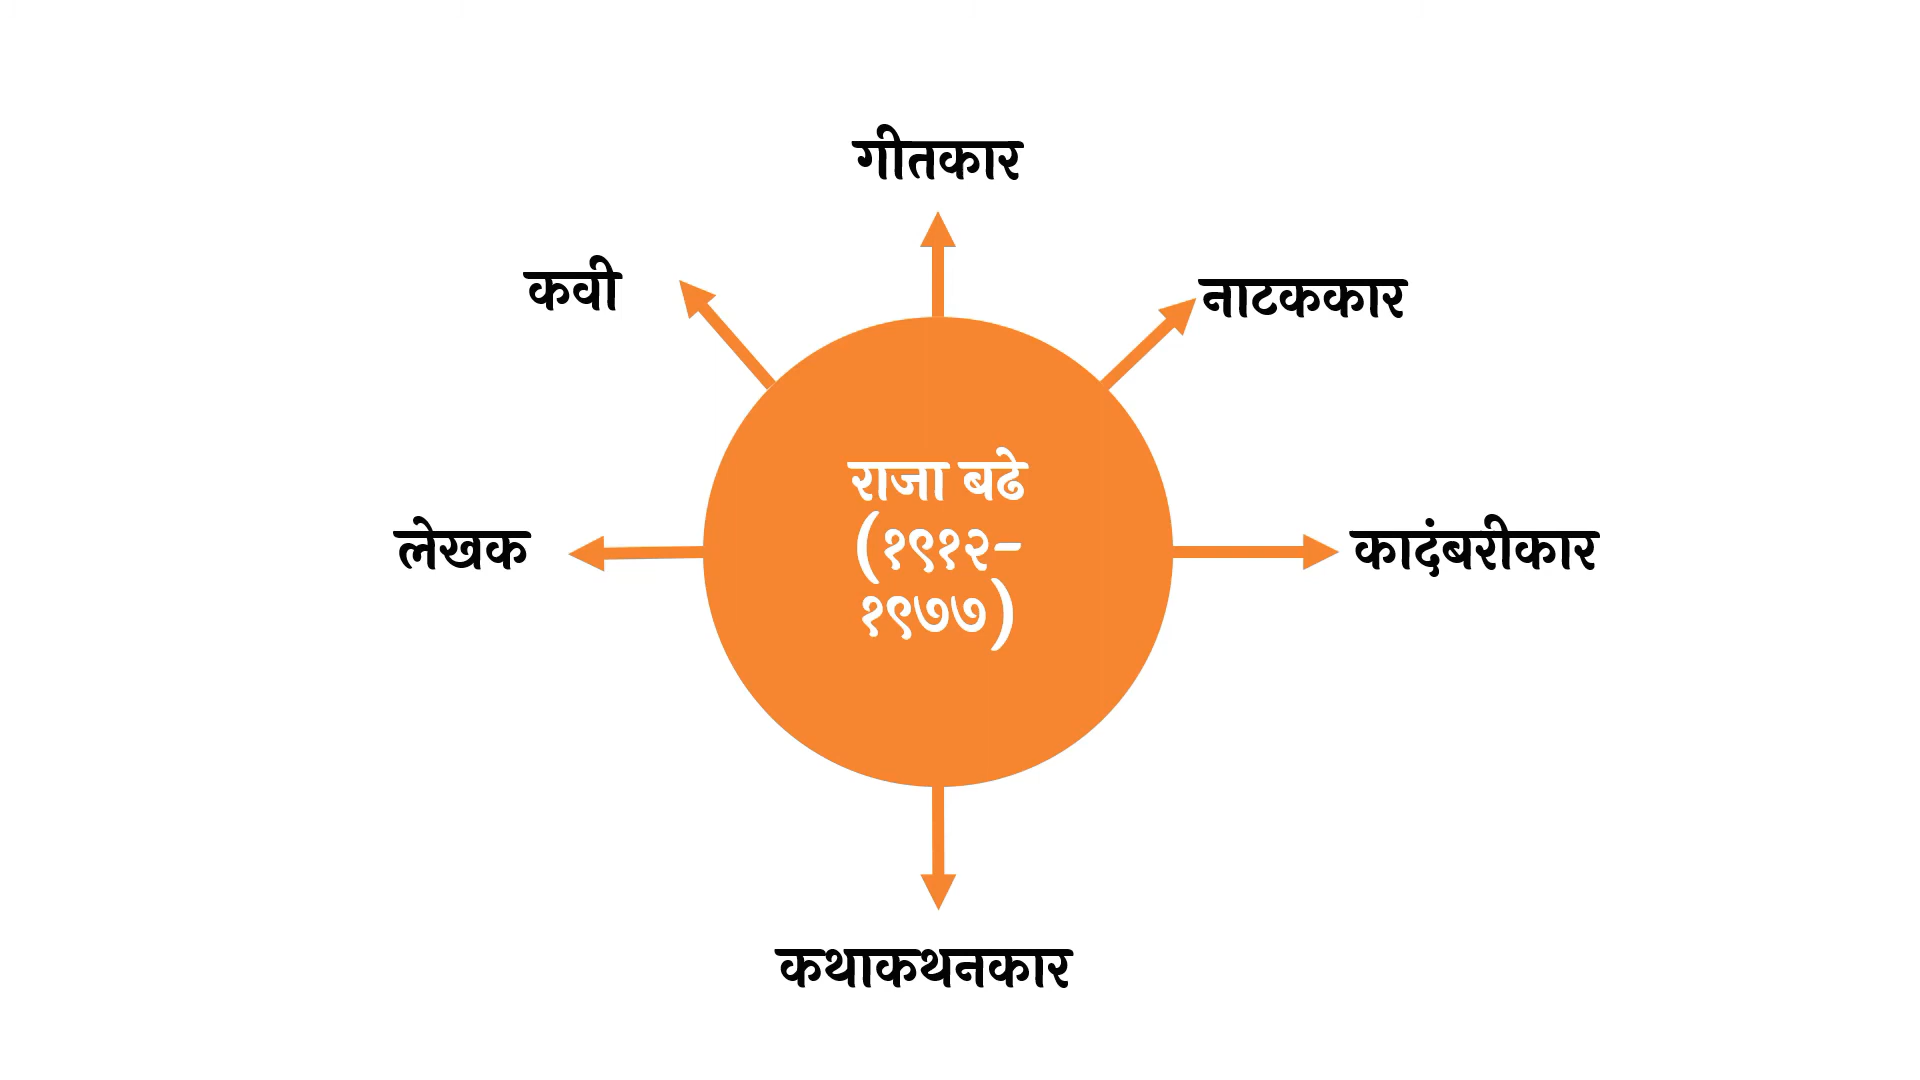 गीतकार
कवी
नाटककार
राजा बढे
(१९१२-
१९७७)
लेखक
कादंबरीकार
कथाकथनकार